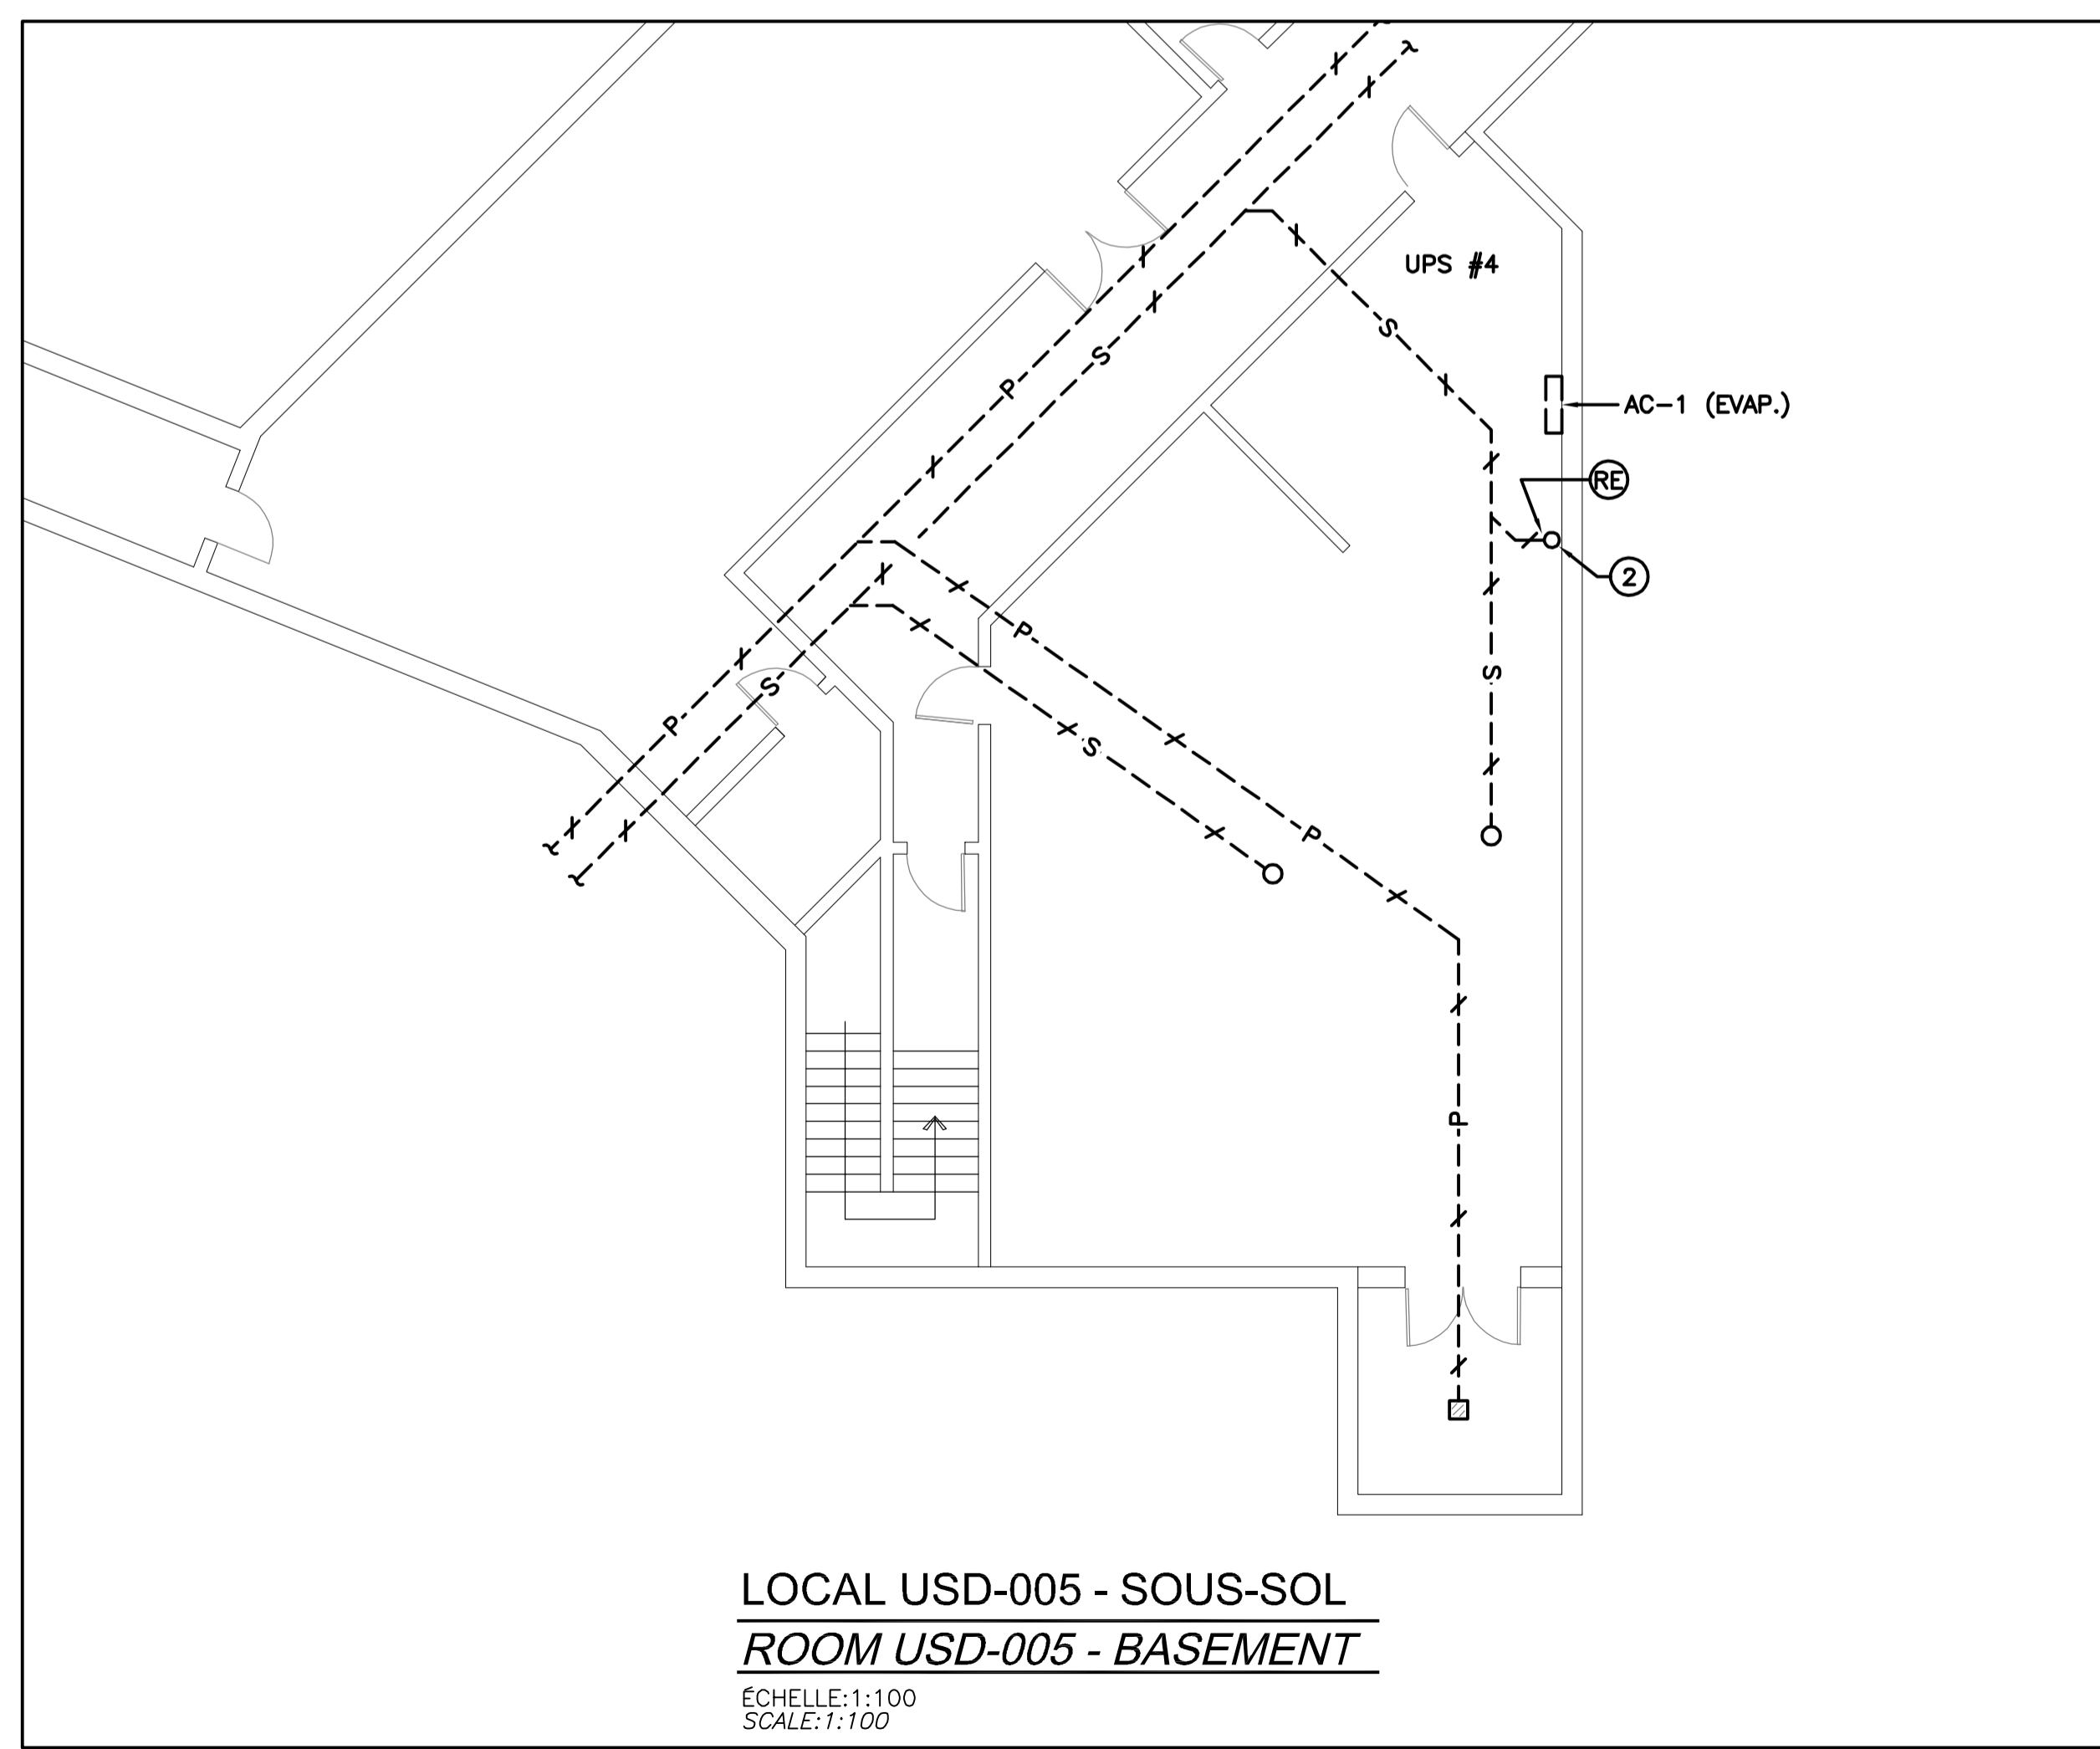 UPS #4
S
S
P
AC-1 (EVAP.)
RE
2
P
S
S
P
S
P
P
LOCAL USD-005 - SOUS-SOL
ROOM USD-005 - BASEMENT
ÉCHELLE:1:100
SCALE:1:100